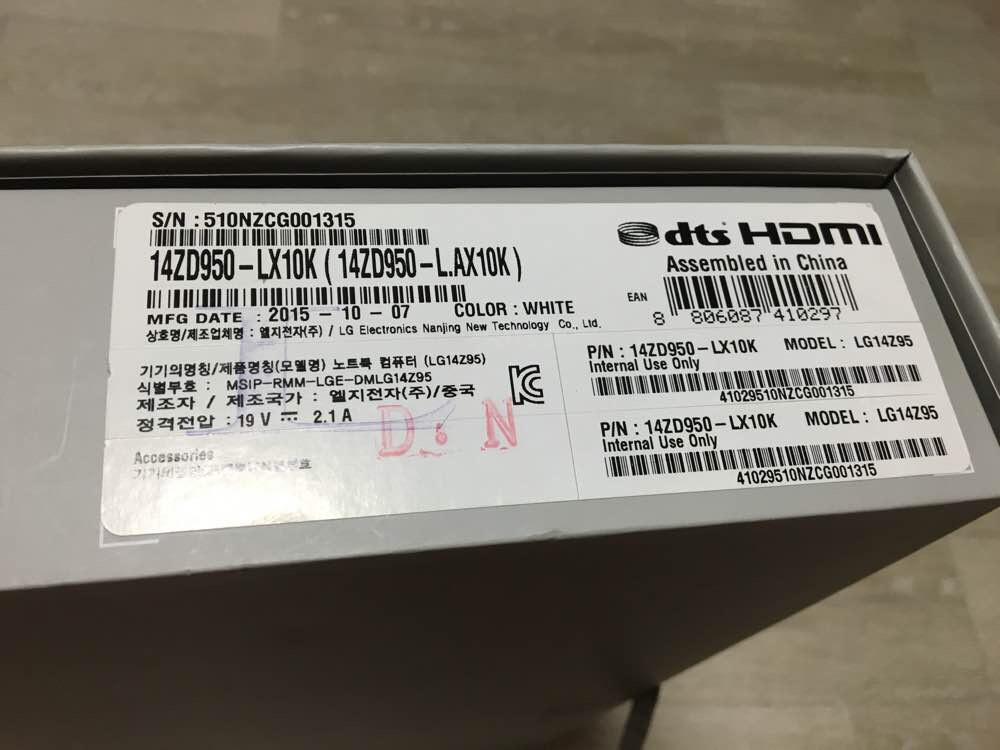 S/N : 510NZCG001315
14ZD950-LX10K ( 14ZD950-L.AX10K )
MFG DATE : 2015 - 10 - 07 COLOR : WHITE
상호명/제조업체명 : 엘지전자(주) / LG Electronics Nanjing New Technology Co., Ltd.
기기의명칭/제품명칭(모델명) 노트북 컴퓨터 (LG14Z95)
식별부호 : MSIP-RMM-LGE-DMLG14Z95
제조자 / 제조국가 : 엘지전자(주)/중국
정격전압 : 19 V ⎓ 2.1 A
D : N
Accessories
dts HDMI
Assembled in China
EAN
8 806087 410297
P/N : 14ZD950-LX10K MODEL : LG14Z95
Internal Use Only
41029510NZCG001315
P/N : 14ZD950-LX10K MODEL : LG14Z95
Internal Use Only
41029510NZCG001315